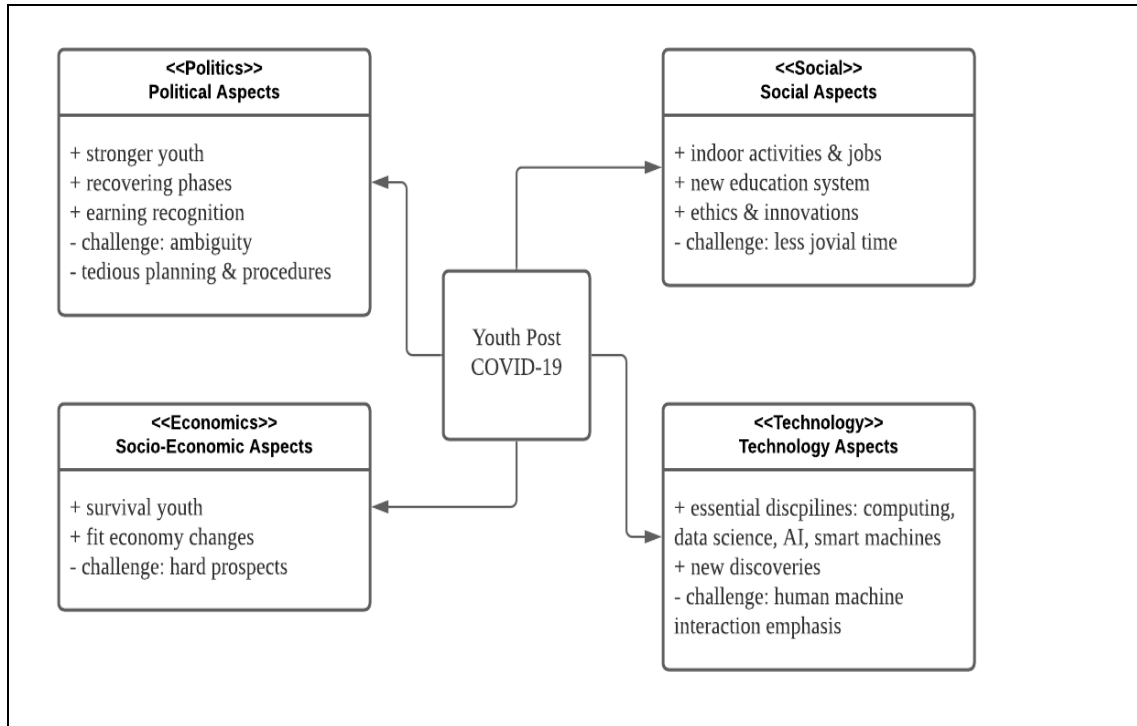 <<Politics>>
Political Aspects
+ stronger youth
+ recovering phases
+ earning recognition
- challenge: ambiguity
- tedious planning & procedures
<<Social>>
Social Aspects
+ indoor activities & jobs
+ new education system
+ ethics & innovations
- challenge: less jovial time
Youth Post
COVID-19
<<Economics>>
Socio-Economic Aspects
+ survival youth
+ fit economy changes
- challenge: hard prospects
<<Technology>>
Technology Aspects
+ essential discpilines: computing,
data science, AI, smart machines
+ new discoveries
- challenge: human machine
interaction emphasis